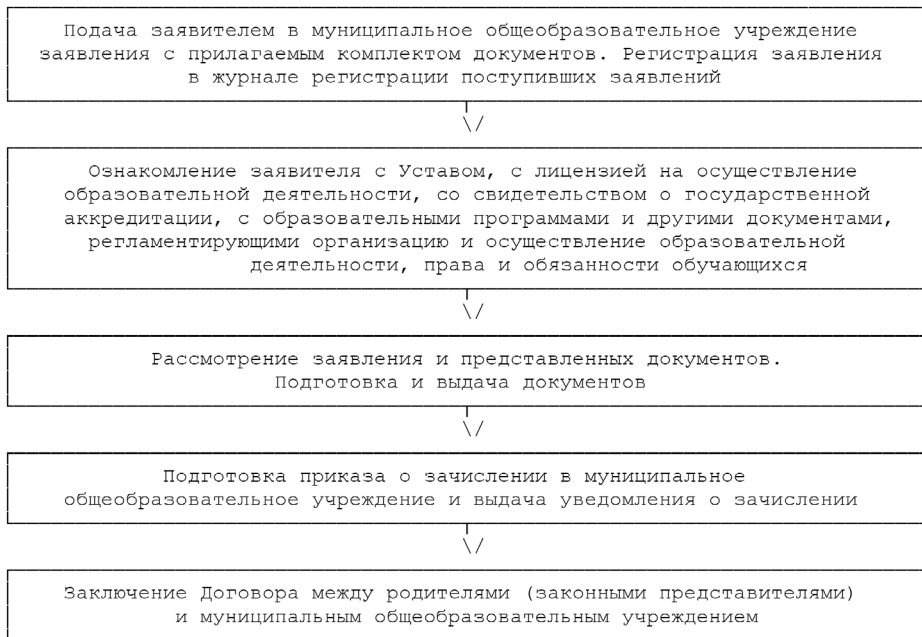 Подача заявителем в муниципальное общеобразовательное учреждение
заявления с прилагаемым комплектом документов. Регистрация заявления
в журнале регистрации поступивших заявлений
\/
Ознакомление заявителя с Уставом, с лицензией на осуществление
образовательной деятельности, со свидетельством о государственной
аккредитации, с образовательными программами и другими документами,
регламентирующими организацию и осуществление образовательной
деятельности, права и обязанности обучающихся
\/
Рассмотрение заявления и представленных документов.
Подготовка и выдача документов
\/
Подготовка приказа о зачислении в муниципальное
общеобразовательное учреждение и выдача уведомления о зачислении
\/
Заключение Договора между родителями (законными представителями)
и муниципальным общеобразовательным учреждением